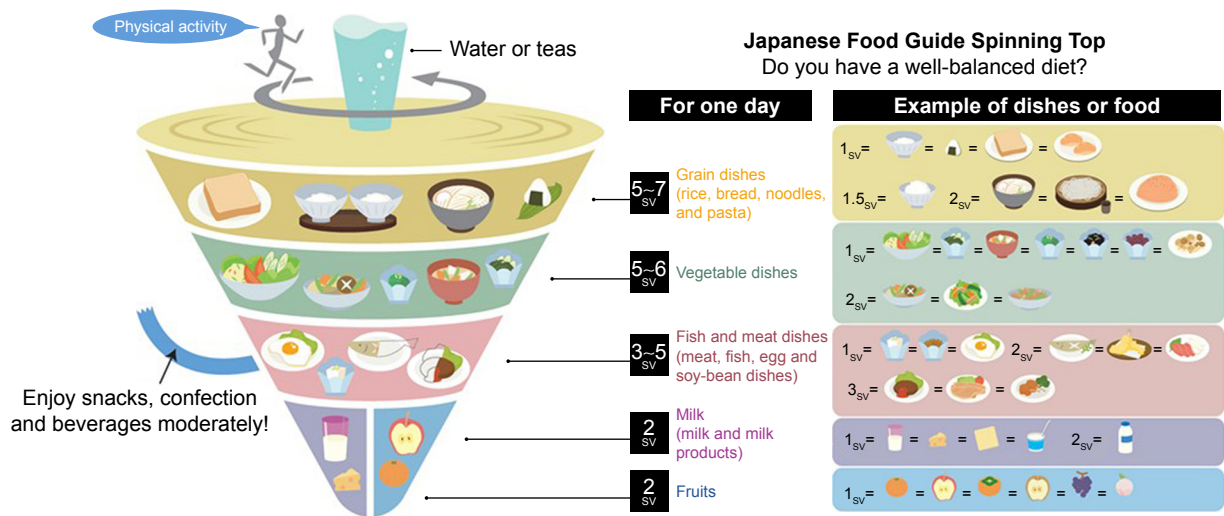 Physical activity
Water or teas
Enjoy snacks, confection
and beverages moderately!
Japanese Food Guide Spinning Top
Do you have a well-balanced diet?
For one day
Example of dishes or food
5~7
SV
Grain dishes
(rice, bread, noodles,
and pasta)
1SV= = = =
1.5SV= 2SV= = =
5~6
SV
Vegetable dishes
1SV= = = = = = =
2SV= = =
3~5
SV
Fish and meat dishes
(meat, fish, egg and
soy-bean dishes)
1SV= = = 2SV= = =
3SV= = =
2
SV
Milk
(milk and milk
products)
1SV= = = = 2SV=
2
SV
Fruits
1SV= = = = = =